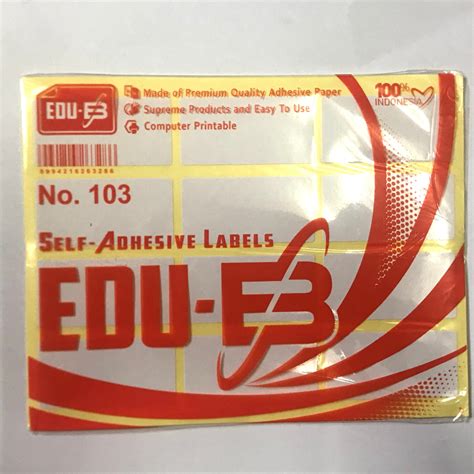 EDU-EB
Made of Premium Quality Adhesive Paper
Supreme Products and Easy To Use
Computer Printable
100%
INDONESIA
No. 103
SELF-ADHESIVE LABELS
EDU-EB